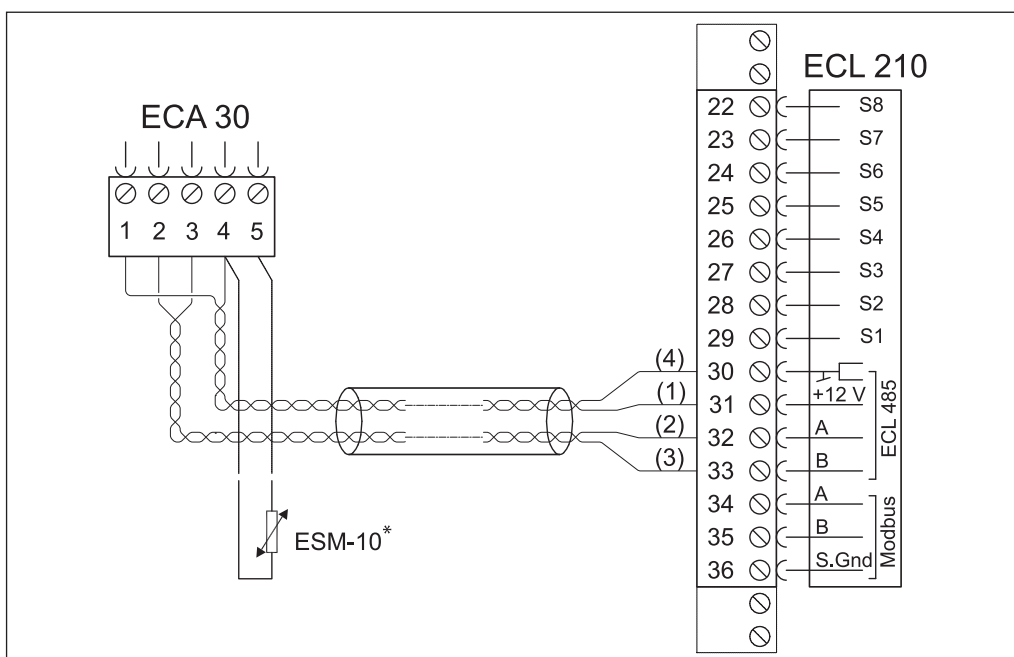 ECL 210
ECA 30
1 2 3 4 5
22 S8
23 S7
24 S6
25 S5
26 S4
27 S3
28 S2
29 S1
(4) 30
(1) 31 +12 V
(2) 32 A
(3) 33 B
ECL 485
34 A
35 B
36 S.Gnd
Modbus
ESM-10*